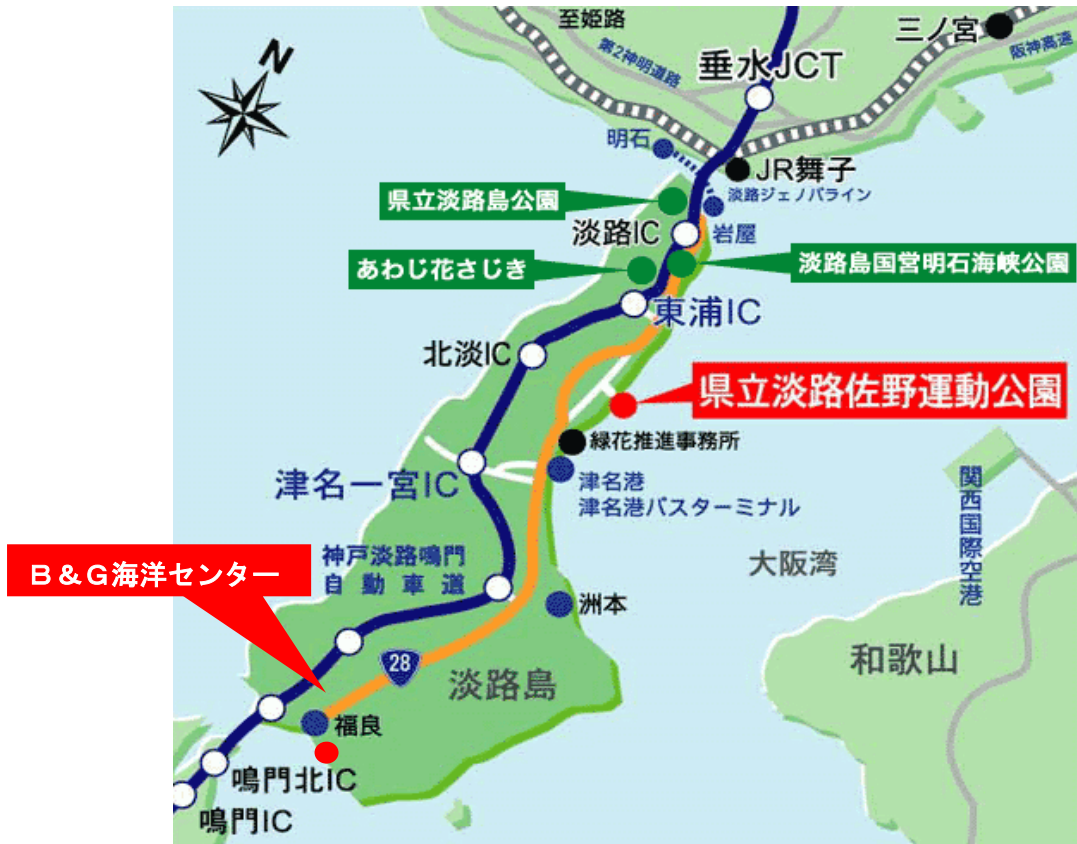 至姫路
三ノ宮
N
第2神明道路
阪神高速
垂水JCT
明石
JR舞子
県立淡路島公園
淡路ジェノバライン
淡路IC
岩屋
あわじ花さじき
淡路島国営明石海峡公園
東浦IC
北淡IC
県立淡路佐野運動公園
緑花推進事務所
津名一宮IC
津名港
津名港バスターミナル
関西国際空港
神戸淡路鳴門
自動車道
大阪湾
B&G海洋センター
洲本
28
淡路島
和歌山
福良
鳴門北IC
鳴門IC